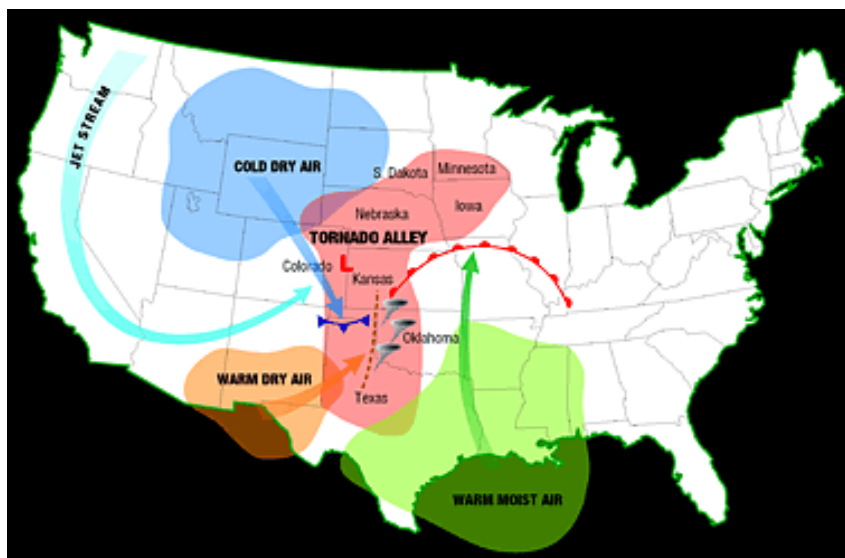 JET STREAM
COLD DRY AIR
S. Dakota
Minnesota
Nebraska
Iowa
TORNADO ALLEY
Colorado
L
Kansas
Oklahoma
WARM DRY AIR
Texas
WARM MOIST AIR